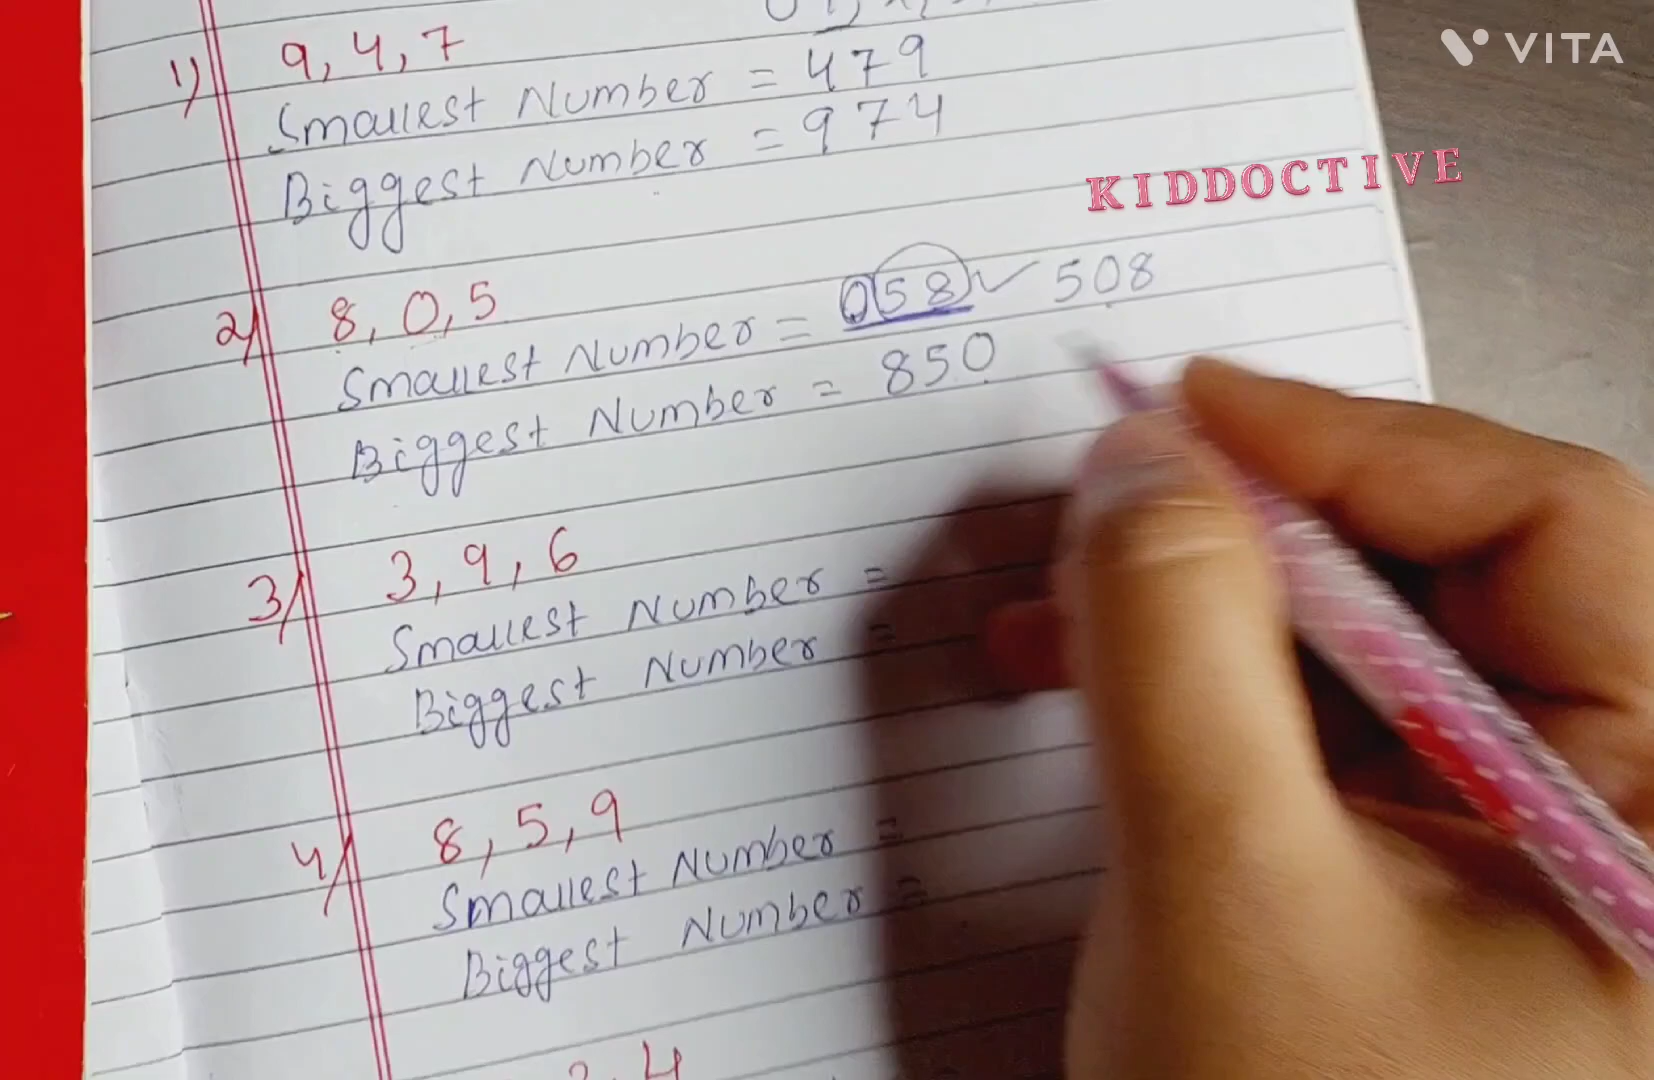 VITA
1) 9, 4, 7
Smallest Number = 479
Biggest Number = 974
KIDDOCTIVE
2) 8, 0, 5
Smallest Number = 058 ✓ 508
Biggest Number = 850
3) 3, 9, 6
Smallest Number =
Biggest Number =
4) 8, 5, 9
Smallest Number =
Biggest Number =